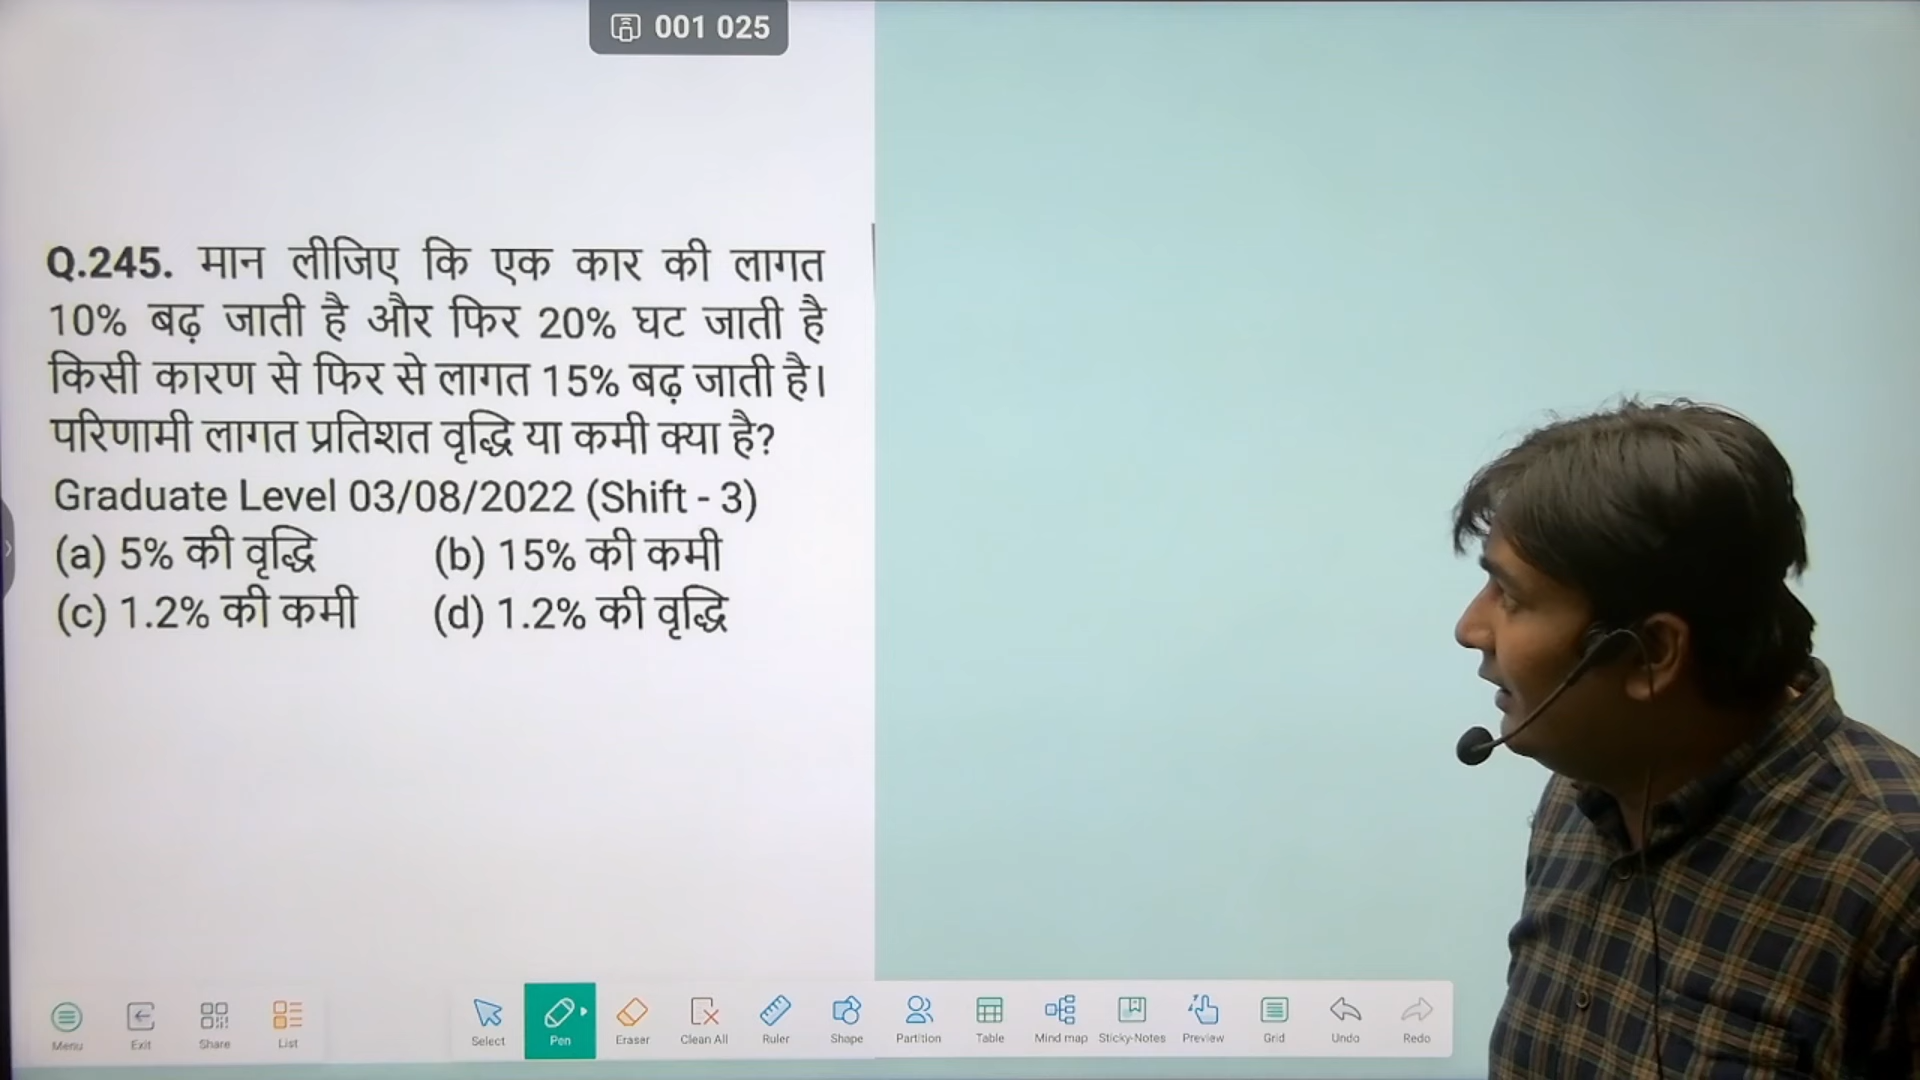 001 025
Q.245. मान लीजिए कि एक कार की लागत
10% बढ़ जाती है और फिर 20% घट जाती है
किसी कारण से फिर से लागत 15% बढ़ जाती है।
परिणामी लागत प्रतिशत वृद्धि या कमी क्या है?
Graduate Level 03/08/2022 (Shift - 3)
(a) 5% की वृद्धि (b) 15% की कमी
(c) 1.2% की कमी (d) 1.2% की वृद्धि
Menu Exit Share List Select Pen Eraser Clean All Ruler Shape Partition Table Mind map Sticky-Notes Preview Grid Undo Redo